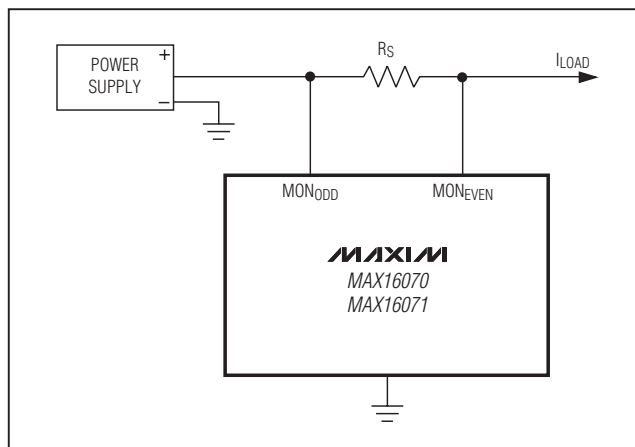 POWER
SUPPLY
+
−
RS
ILOAD
MONODD
MONEVEN
MAXIM
MAX16070
MAX16071